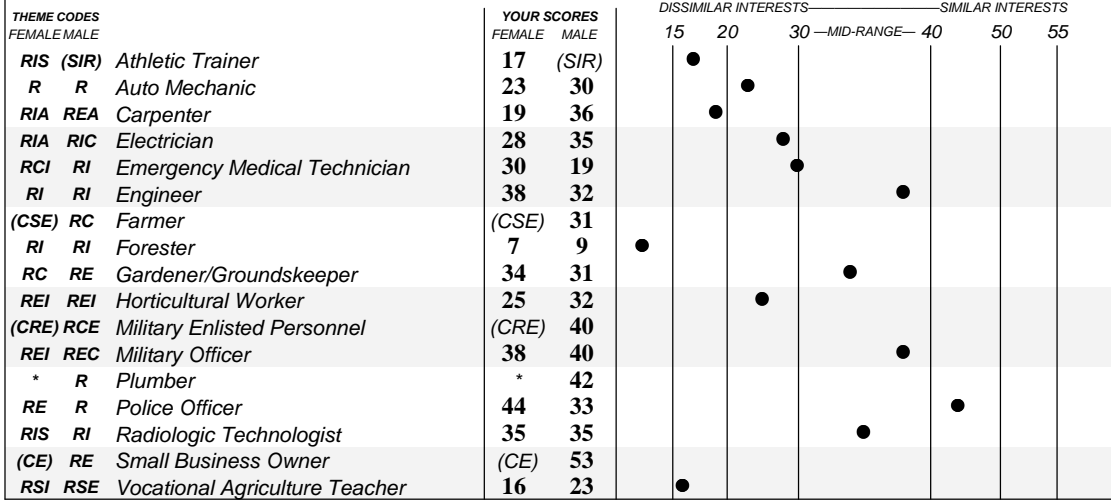 DISSIMILAR INTERESTS SIMILAR INTERESTS
THEME CODES YOUR SCORES
FEMALE MALE FEMALE MALE 15 20 30 —MID-RANGE— 40 50 55
RIS (SIR) Athletic Trainer 17 (SIR)
R R Auto Mechanic 23 30
RIA REA Carpenter 19 36
RIA RIC Electrician 28 35
RCI RI Emergency Medical Technician 30 19
RI RI Engineer 38 32
(CSE) RC Farmer (CSE) 31
RI RI Forester 7 9
RC RE Gardener/Groundskeeper 34 31
REI REI Horticultural Worker 25 32
(CRE) RCE Military Enlisted Personnel (CRE) 40
REI REC Military Officer 38 40
* R Plumber * 42
RE R Police Officer 44 33
RIS RI Radiologic Technologist 35 35
(CE) RE Small Business Owner (CE) 53
RSI RSE Vocational Agriculture Teacher 16 23